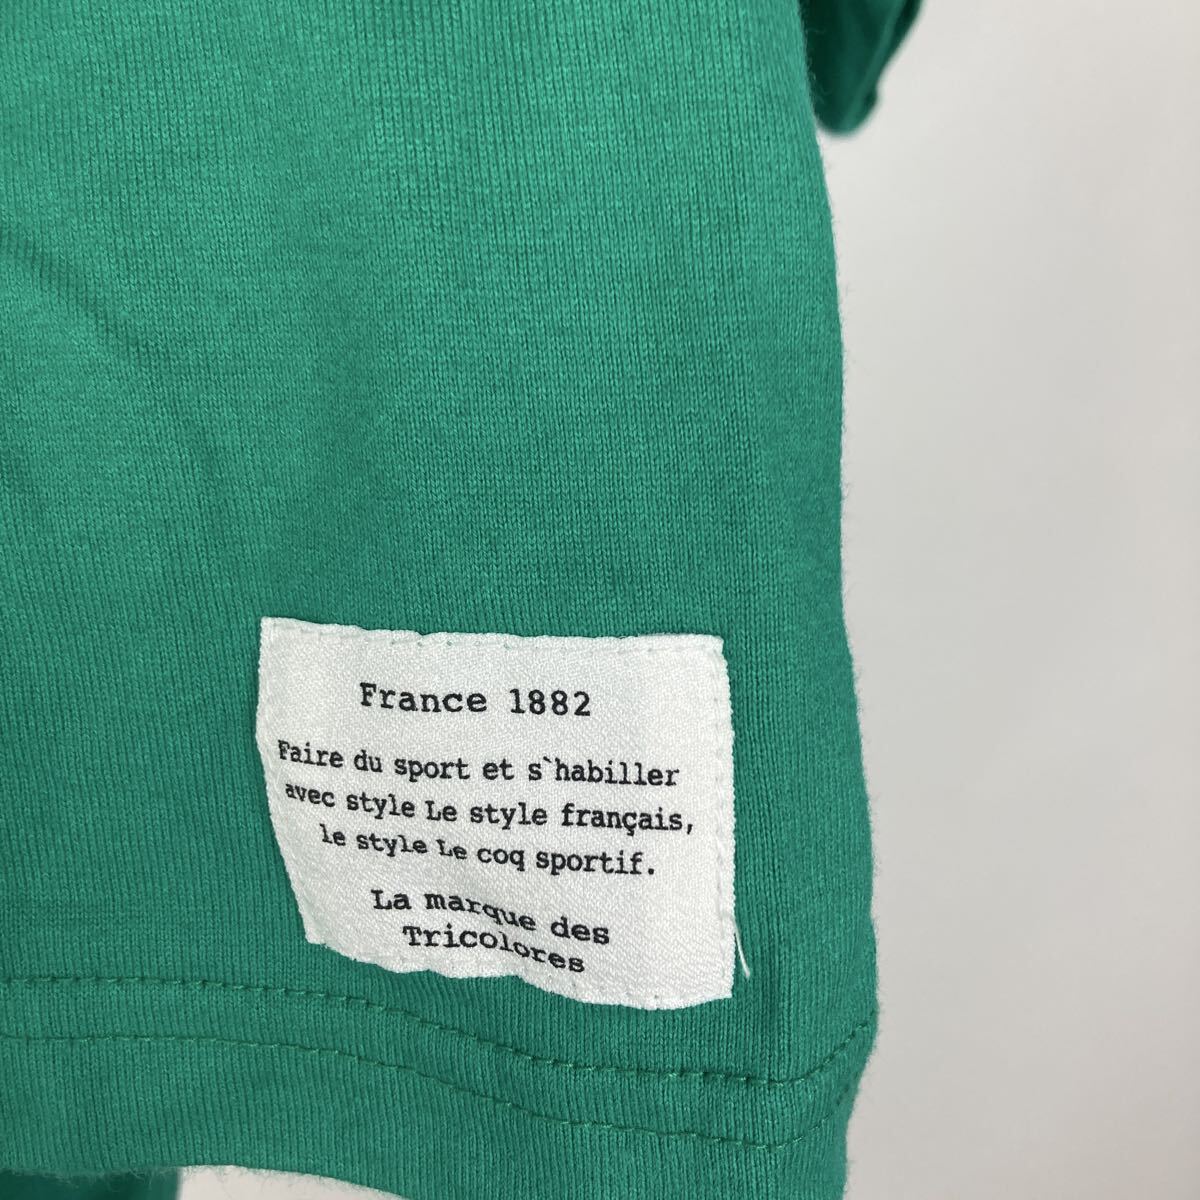 France 1882
Faire du sport et s`habiller
avec style Le style français,
le style Le coq sportif.
La marque des
Tricolores